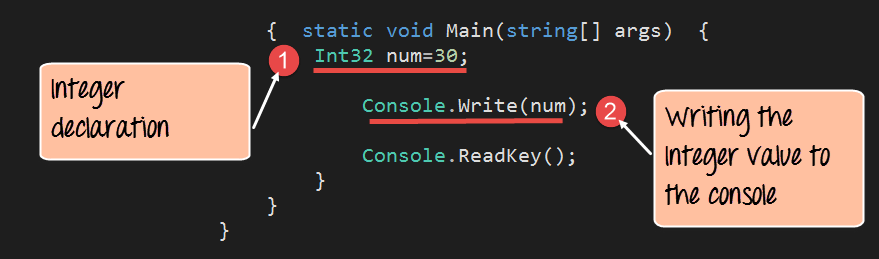 { static void Main(string[] args) {
1
Int32 num=30;
Integer
declaration
Console.Write(num);
2
Writing the
Integer value to
the console
Console.ReadKey();
}
}
}